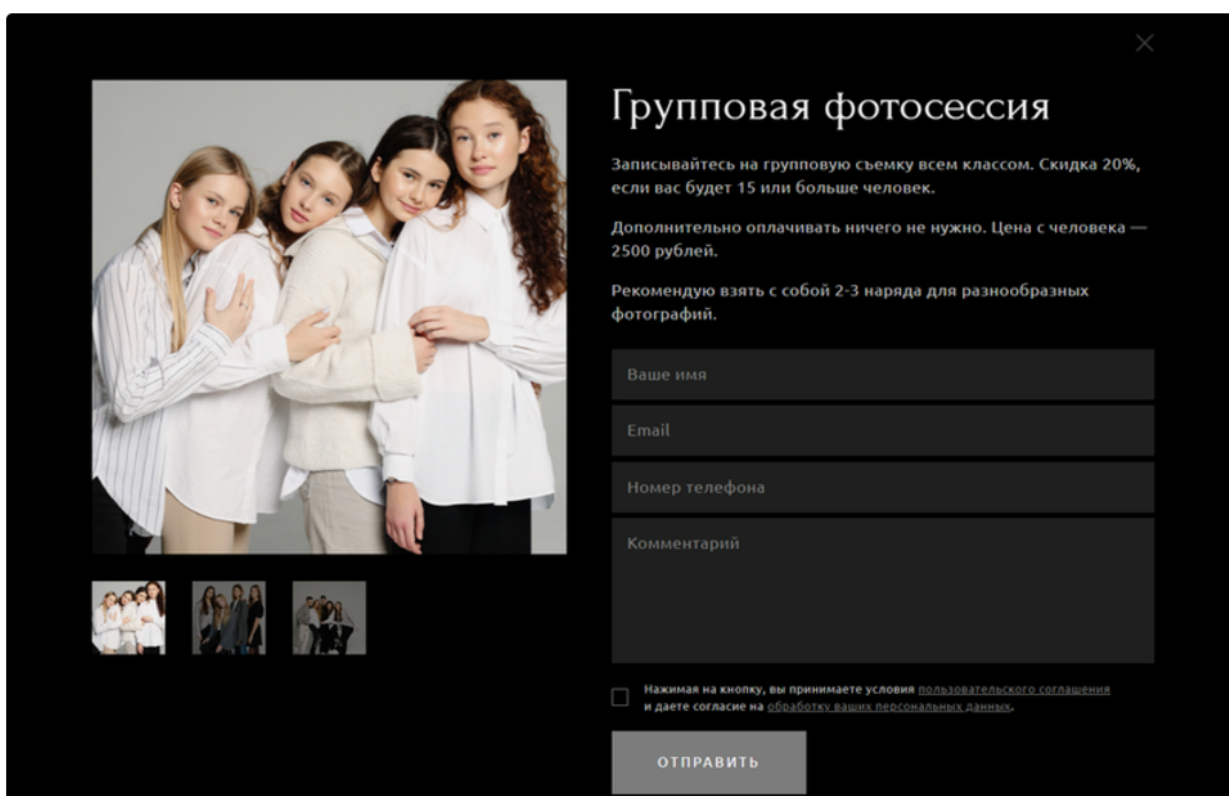 Групповая фотосессия
Записывайтесь на групповую съемку всем классом. Скидка 20%,
если вас будет 15 или больше человек.
Дополнительно оплачивать ничего не нужно. Цена с человека —
2500 рублей.
Рекомендую взять с собой 2-3 наряда для разнообразных
фотографий.
Ваше имя
Email
Номер телефона
Комментарий
Нажимая на кнопку, вы принимаете условия пользовательского соглашения
и даете согласие на обработку ваших персональных данных.
ОТПРАВИТЬ